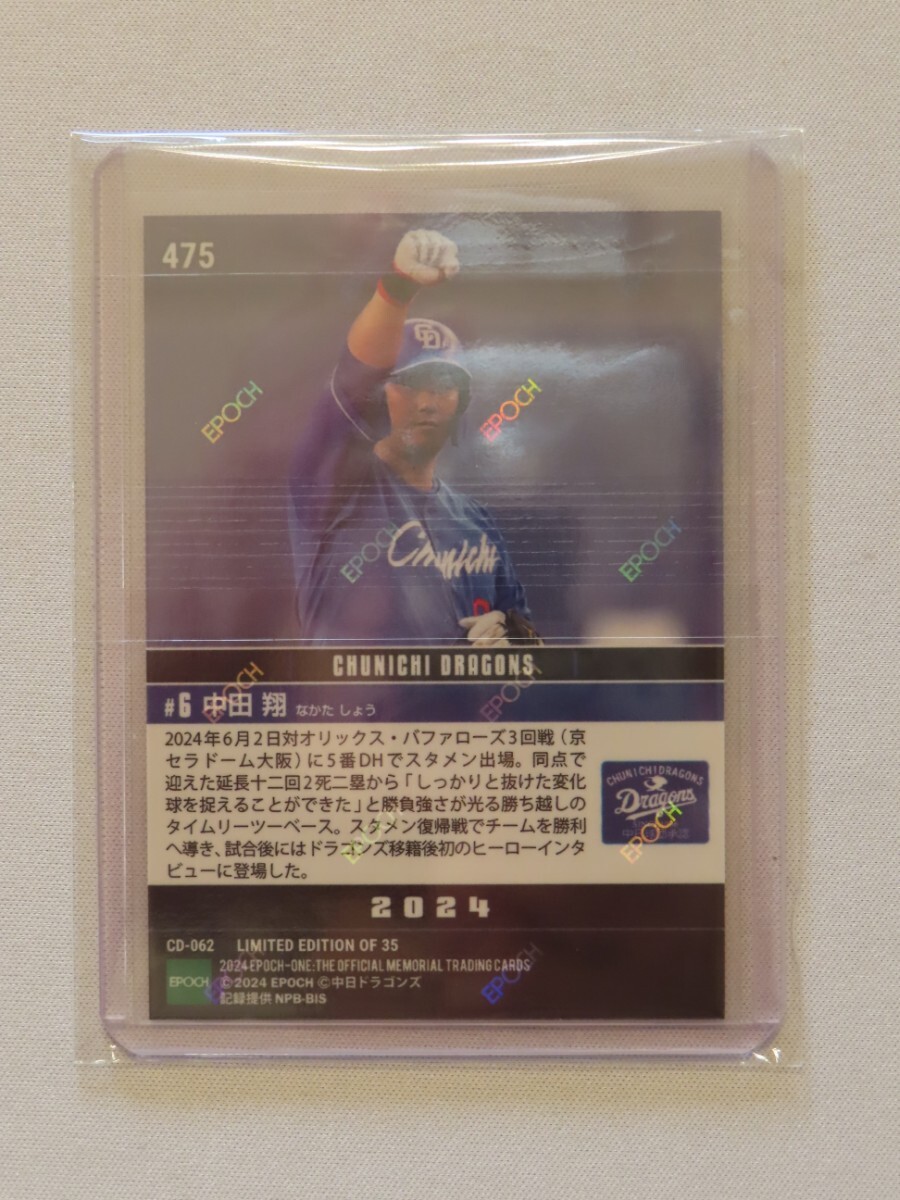 475
CD
EPOCH EPOCH
Chunichi
EPOCH EPOCH
CHUNICHI DRAGONS
EPOCH EPOCH
#6 中田 翔 なかた しょう
2024年6月2日対オリックス・バファローズ3回戦（京
セラドーム大阪）に5番DHでスタメン出場。同点で
迎えた延長十二回2死二塁から「しっかりと抜けた変化
球を捉えることができた」と勝負強さが光る勝ち越しの
タイムリーツーベース。スタメン復帰戦でチームを勝利
へ導き、試合後にはドラゴンズ移籍後初のヒーローインタ
ビューに登場した。
CHUNICHI DRAGONS
Dragons
EPOCH EPOCH
2024
CD-062 LIMITED EDITION OF 35
2024 EPOCH-ONE:THE OFFICIAL MEMORIAL TRADING CARDS
EPOCH © 2024 EPOCH ©中日ドラゴンズ
記録提供 NPB-BIS
EPOCH EPOCH